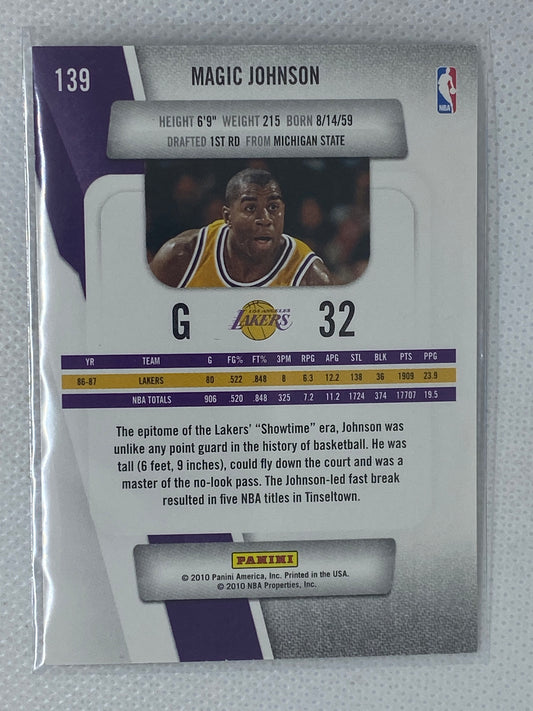 139
MAGIC JOHNSON
NBA
HEIGHT 6'9" WEIGHT 215 BORN 8/14/59
DRAFTED 1ST RD FROM MICHIGAN STATE
G
LOS ANGELES
LAKERS
32
YR TEAM G FG% FT% 3PM RPG APG STL BLK PTS PPG
86-87 LAKERS 80 .522 .848 8 6.3 12.2 138 36 1909 23.9
NBA TOTALS 906 .520 .848 325 7.2 11.2 1724 374 17707 19.5
The epitome of the Lakers' "Showtime" era, Johnson was
unlike any point guard in the history of basketball. He was
tall (6 feet, 9 inches), could fly down the court and was a
master of the no-look pass. The Johnson-led fast break
resulted in five NBA titles in Tinseltown.
PANINI
© 2010 Panini America, Inc. Printed in the USA.
© 2010 NBA Properties, Inc.